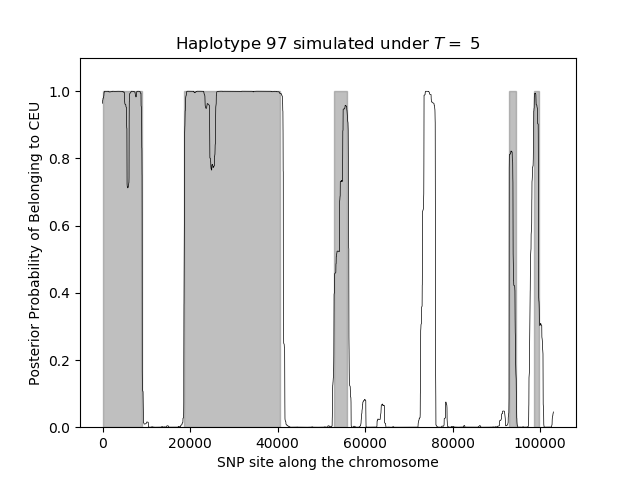 Haplotype 97 simulated under T = 5
Posterior Probability of Belonging to CEU
1.0
0.8
0.6
0.4
0.2
0.0
0 20000 40000 60000 80000 100000
SNP site along the chromosome